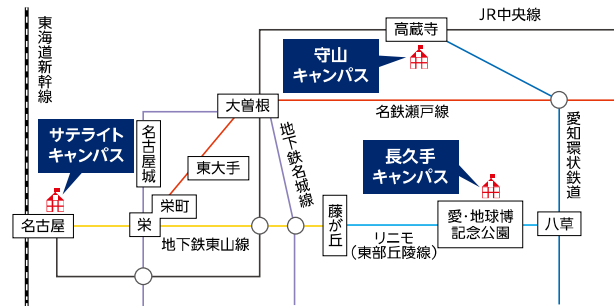 JR中央線
東海道新幹線
高蔵寺
守山
キャンパス
大曽根
名鉄瀬戸線
サテライト
キャンパス
名古屋城
東大手
地下鉄名城線
長久手
キャンパス
愛知環状鉄道
栄町
名古屋
栄
地下鉄東山線
藤が丘
リニモ
(東部丘陵線)
愛・地球博
記念公園
八草